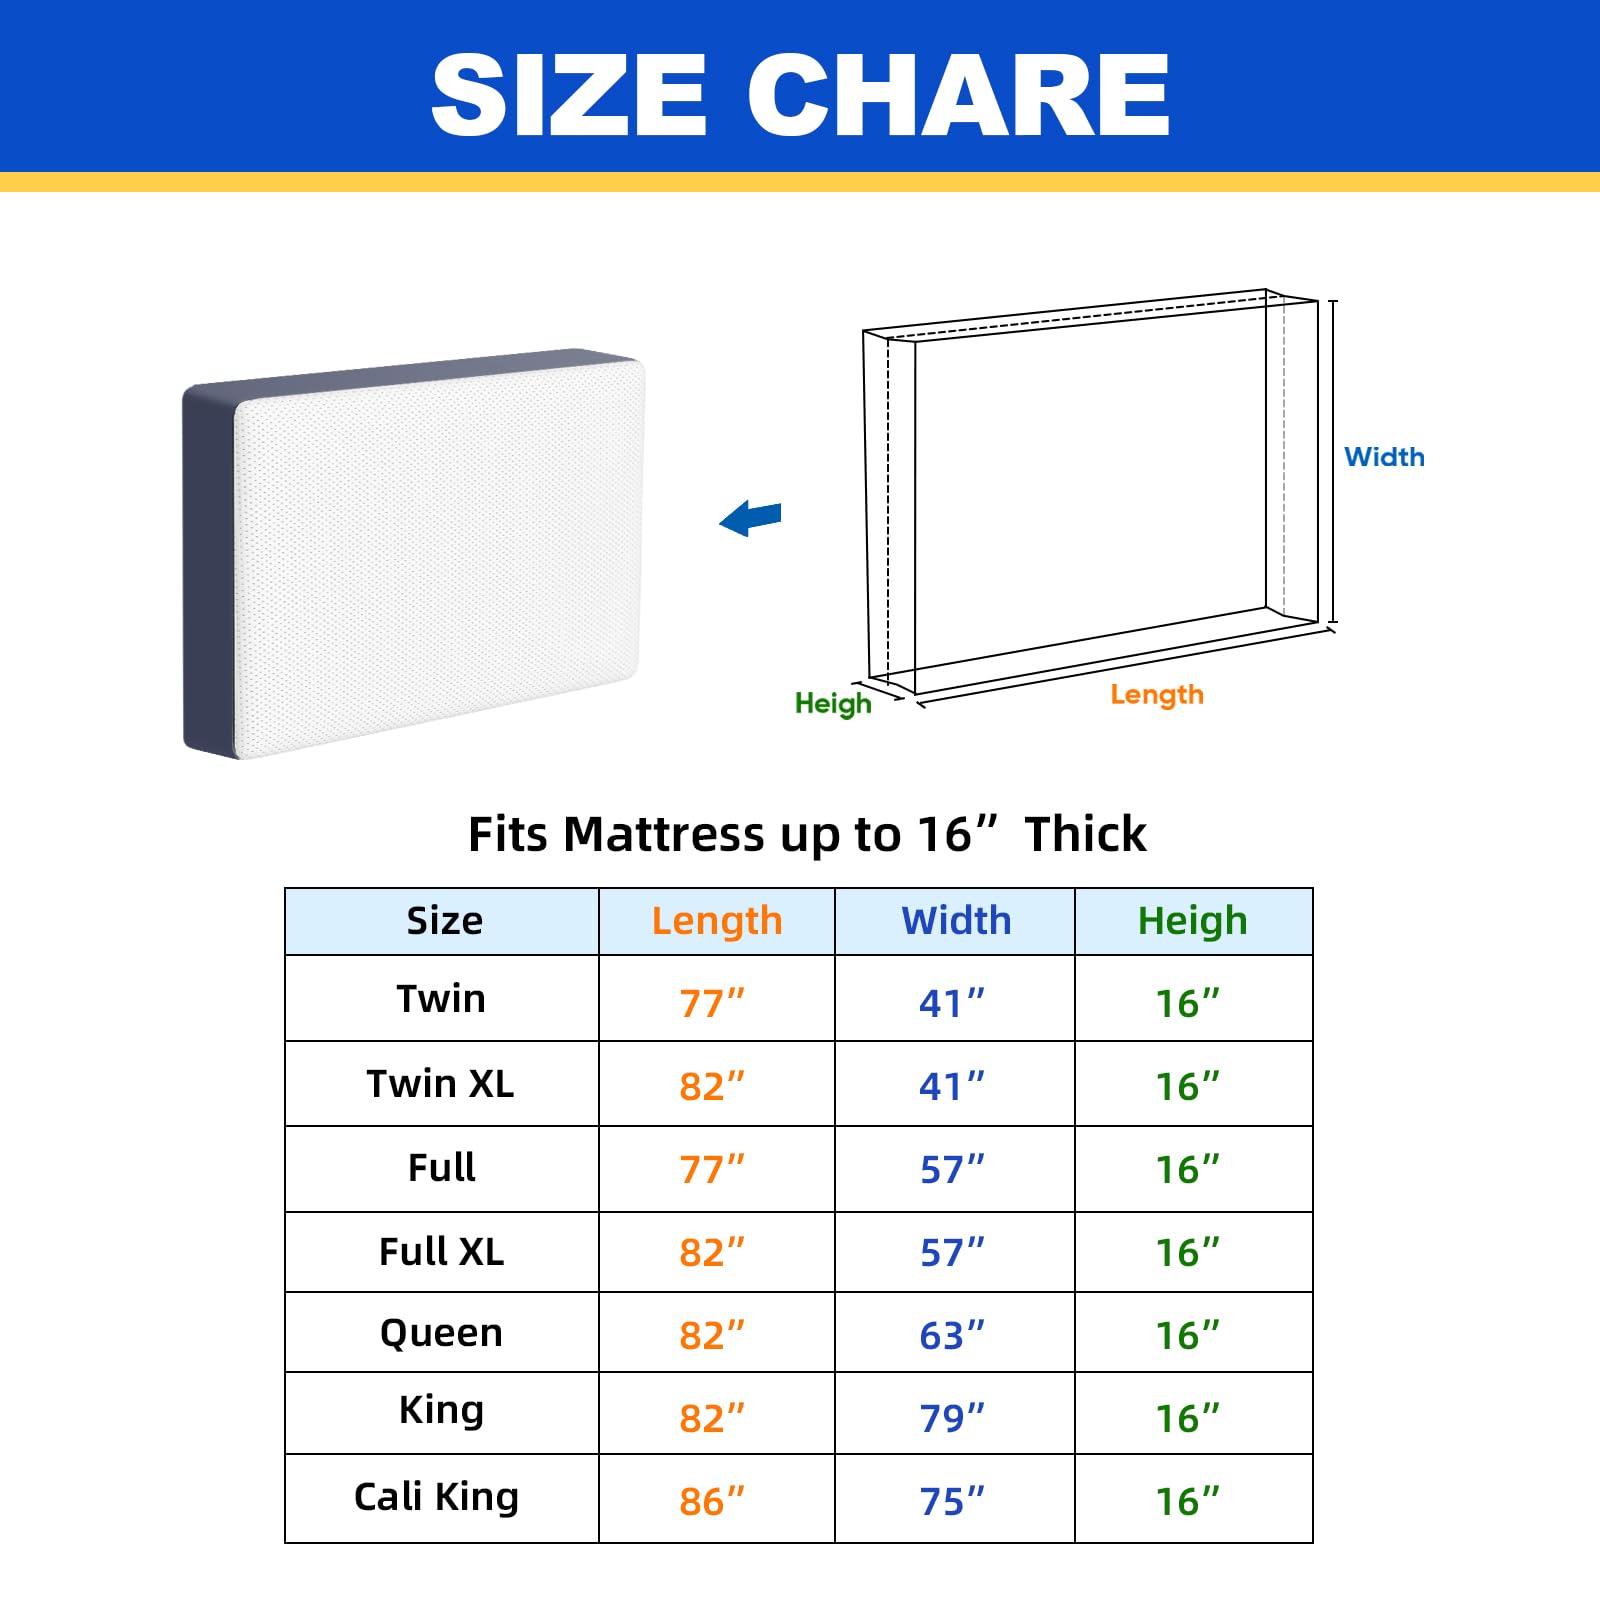 SIZE CHARE
Width
Heigh
Length
Fits Mattress up to 16” Thick
Size Length Width Heigh
Twin 77” 41” 16”
Twin XL 82” 41” 16”
Full 77” 57” 16”
Full XL 82” 57” 16”
Queen 82” 63” 16”
King 82” 79” 16”
Cali King 86” 75” 16”